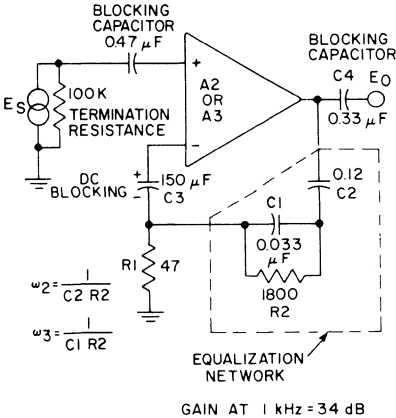 BLOCKING
CAPACITOR
0.47 μF
BLOCKING
CAPACITOR
C4 EO
0.33 μF
ES
100K
TERMINATION
RESISTANCE
+
A2
OR
A3
−
DC
BLOCKING
+
−
150 μF
C3
0.12
C2
C1
0.033
μF
R1 47
1800
R2
ω2= 1
C2 R2
ω3= 1
C1 R2
EQUALIZATION
NETWORK
GAIN AT 1 kHz = 34 dB